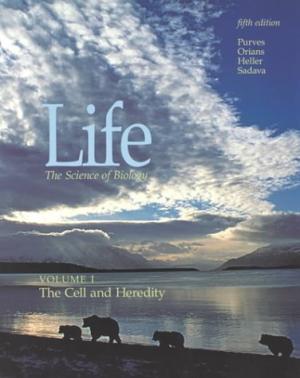 fifth edition
Purves
Orians
Heller
Sadava
Life
The Science of Biology
VOLUME I
The Cell and Heredity